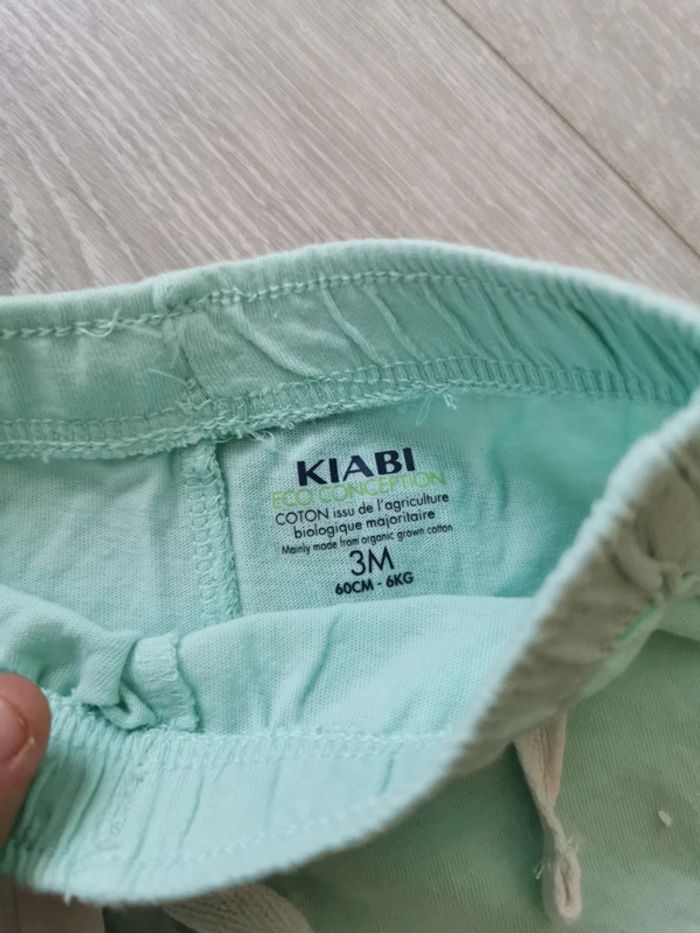 KIABI
ECO CONCEPTION
COTON issu de l'agriculture
biologique majoritaire
Mainly made from organic grown cotton
3M
60CM - 6KG